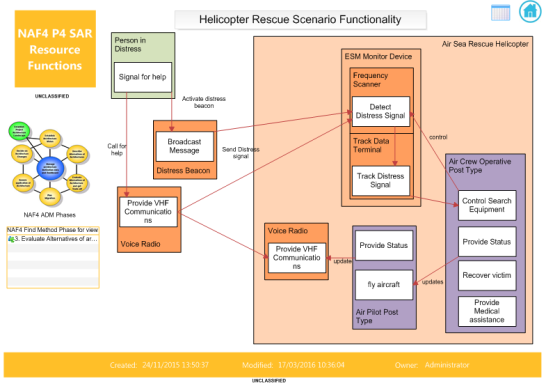 Helicopter Rescue Scenario Functionality
NAF4 P4 SAR
Resource
Functions
UNCLASSIFIED
NAF4 ADM Phases
NAF4 Find Method Phase for view
3. Evaluate Alternatives of ar...
Person in
Distress
Signal for help
Activate distress
beacon
Call for
help
Broadcast
Message
Distress Beacon
Send Distress
signal
Provide VHF
Communicatio
ns
Voice Radio
Air Sea Rescue Helicopter
ESM Monitor Device
Frequency
Scanner
Detect
Distress Signal
Track Data
Terminal
Track Distress
Signal
control
Air Crew Operative
Post Type
Control Search
Equipment
Provide Status
Recover victim
Provide
Medical
assistance
Voice Radio
Provide VHF
Communicatio
ns
update
Provide Status
fly aircraft
Air Pilot Post
Type
updates
Created: 24/11/2015 13:50:37
Modified: 17/03/2016 10:36:04
Owner: Administrator
UNCLASSIFIED